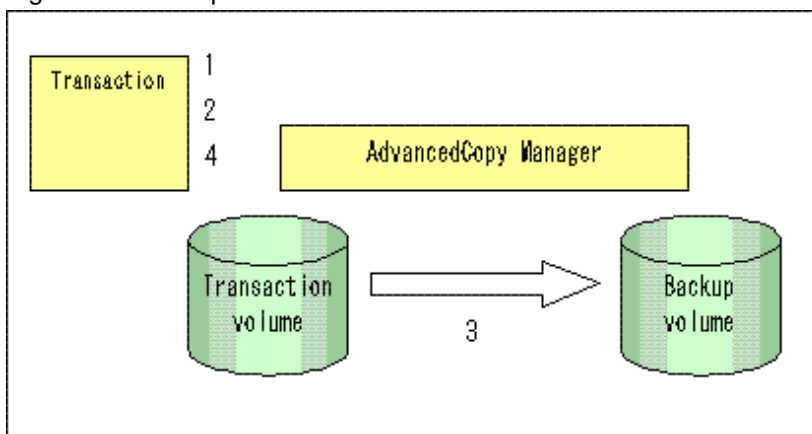 Transaction
1
2
4
AdvancedCopy Manager
Transaction
volume
3
Backup
volume